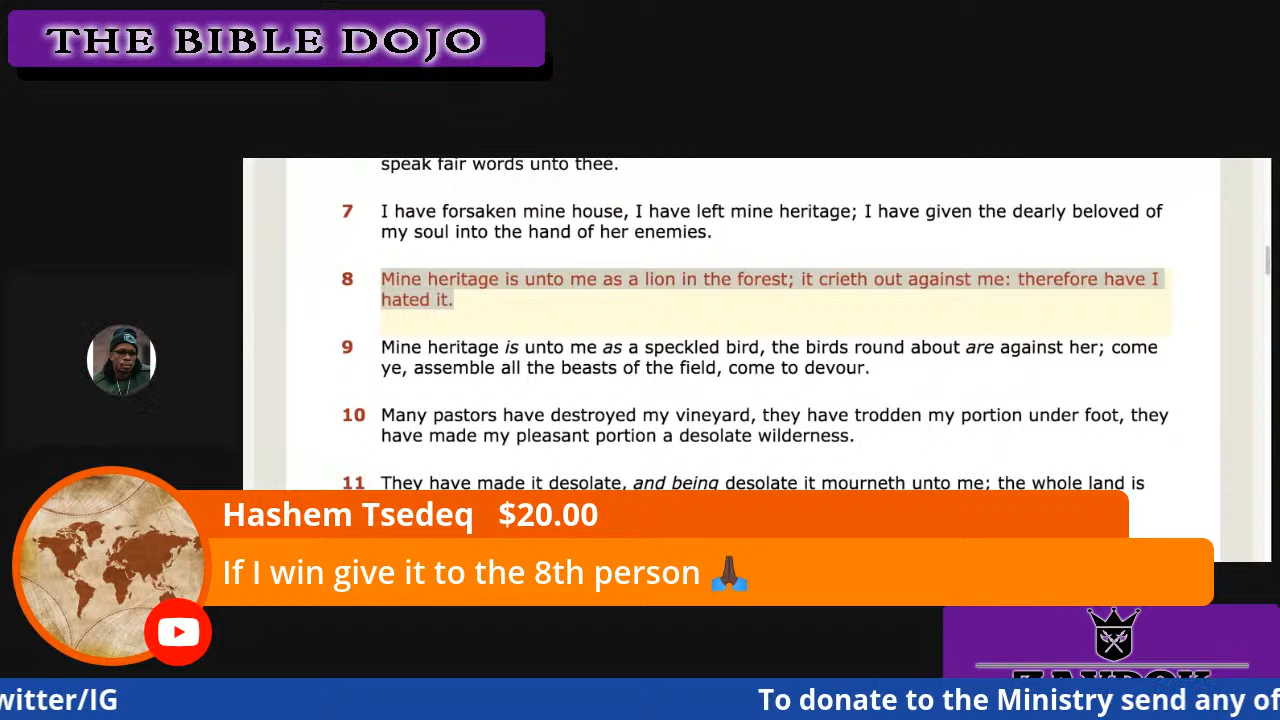 THE BIBLE DOJO
speak fair words unto thee.
7 I have forsaken mine house, I have left mine heritage; I have given the dearly beloved of
my soul into the hand of her enemies.
8 Mine heritage is unto me as a lion in the forest; it crieth out against me: therefore have I
hated it.
9 Mine heritage is unto me as a speckled bird, the birds round about are against her; come
ye, assemble all the beasts of the field, come to devour.
10 Many pastors have destroyed my vineyard, they have trodden my portion under foot, they
have made my pleasant portion a desolate wilderness.
11 They have made it desolate, and being desolate it mourneth unto me; the whole land is
Hashem Tsedeq $20.00
If I win give it to the 8th person 🙏🏿
witter/IG
To donate to the Ministry send any of